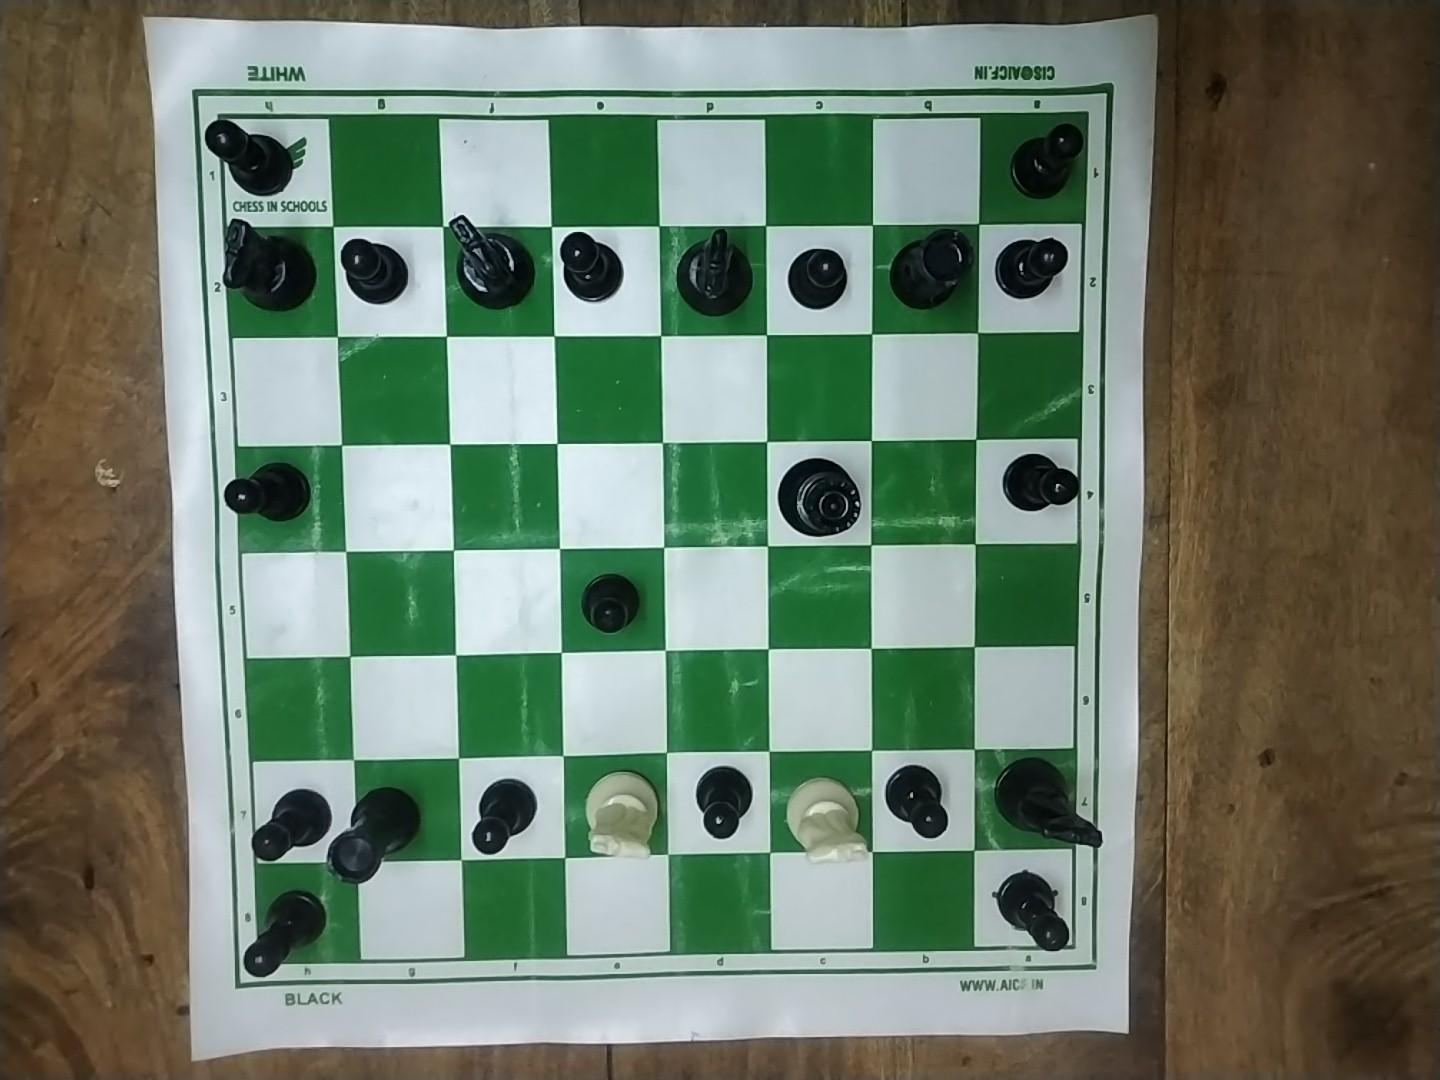 WHITE
CIS@AICF.IN
h g f e d c b a
1 1
CHESS IN SCHOOLS
2 2
3 3
4 4
5 5
6 6
7 7
8 8
h g f e d c b a
BLACK
WWW.AICF.IN